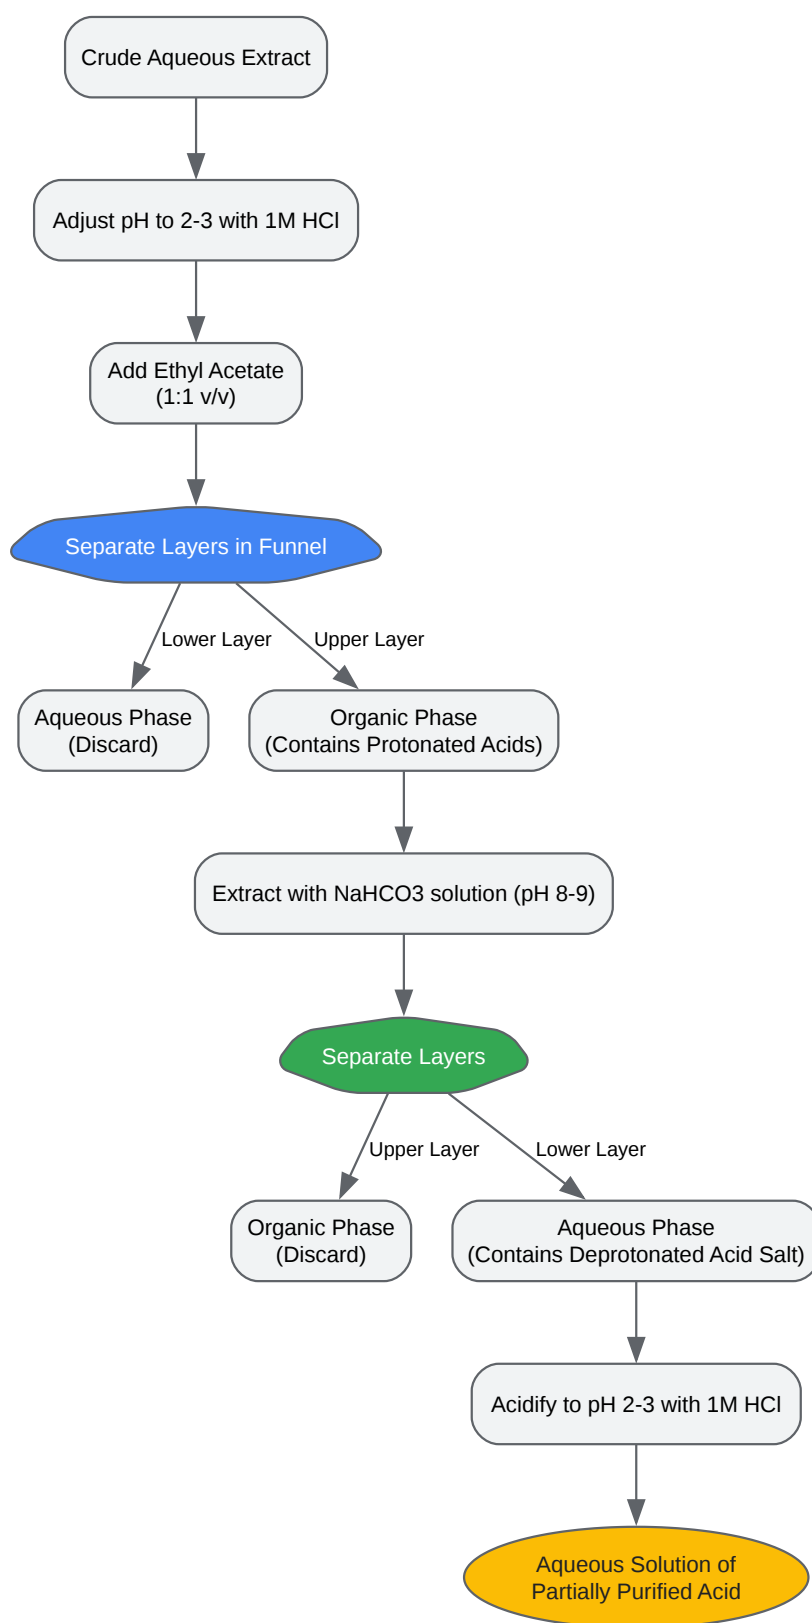 Crude Aqueous Extract
Adjust pH to 2-3 with 1M HCl
Add Ethyl Acetate
(1:1 v/v)
Separate Layers in Funnel
Lower Layer
Upper Layer
Aqueous Phase
(Discard)
Organic Phase
(Contains Protonated Acids)
Extract with NaHCO3 solution (pH 8-9)
Separate Layers
Upper Layer
Lower Layer
Organic Phase
(Discard)
Aqueous Phase
(Contains Deprotonated Acid Salt)
Acidify to pH 2-3 with 1M HCl
Aqueous Solution of
Partially Purified Acid